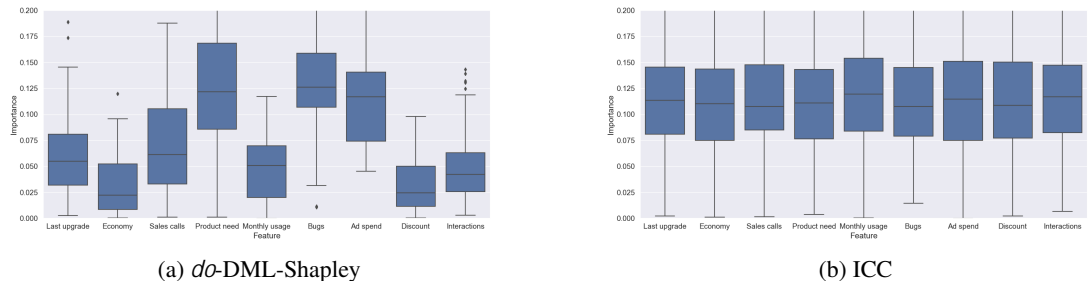 0.200
0.175
0.150
0.125
0.100
0.075
0.050
0.025
0.000
Importance
Last upgrade Economy Sales calls Product need Monthly usage Bugs Ad spend Discount Interactions
Feature
(a) do-DML-Shapley
0.200
0.175
0.150
0.125
0.100
0.075
0.050
0.025
0.000
Importance
Last upgrade Economy Sales calls Product need Monthly usage Bugs Ad spend Discount Interactions
Feature
(b) ICC